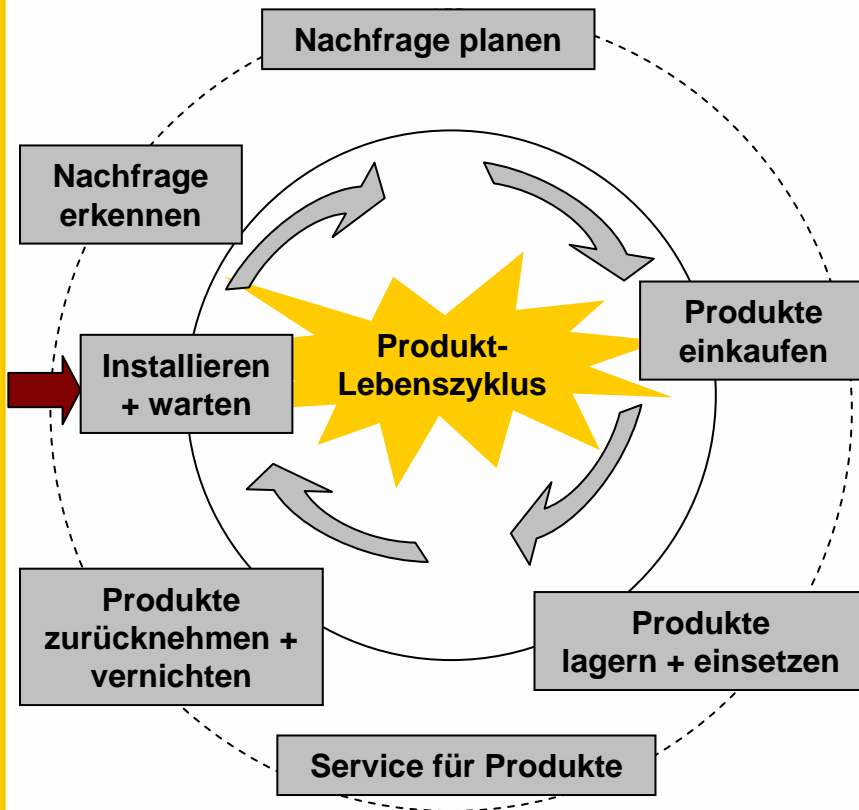 Nachfrage planen
Nachfrage
erkennen
Produkte
einkaufen
Produkt-
Lebenszyklus
Installieren
+ warten
Produkte
zurücknehmen +
vernichten
Produkte
lagern + einsetzen
Service für Produkte